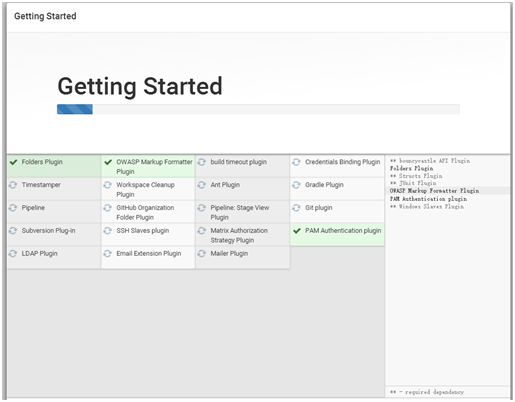 Getting Started
Getting Started
Folders Plugin
OWASP Markup Formatter
Plugin
build timeout plugin
Credentials Binding Plugin
Timestamper
Workspace Cleanup
Plugin
Ant Plugin
Gradle Plugin
Pipeline
GitHub Organization
Folder Plugin
Pipeline: Stage View
Plugin
Git plugin
Subversion Plug-in
SSH Slaves plugin
Matrix Authorization
Strategy Plugin
PAM Authentication plugin
LDAP Plugin
Email Extension Plugin
Mailer Plugin
** bouncycastle API Plugin
Folders Plugin
** Structs Plugin
** JUnit Plugin
OWASP Markup Formatter Plugin
PAM Authentication plugin
** Windows Slaves Plugin
** - required dependency